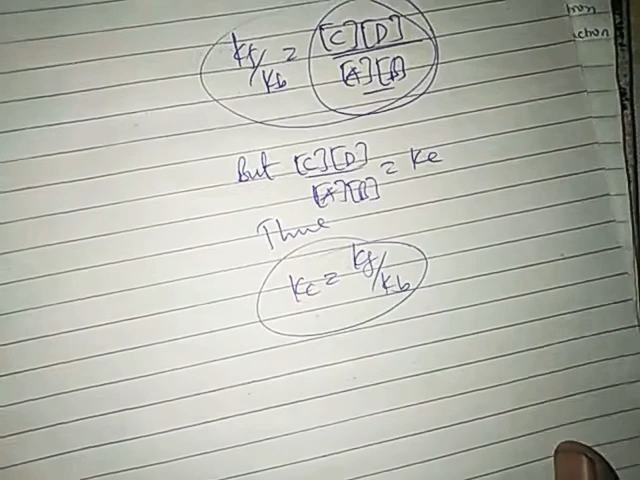 kf/kb = [C][D]/[A][B]
But [C][D]/[A][B] = Kc
Thus
Kc = kf/kb